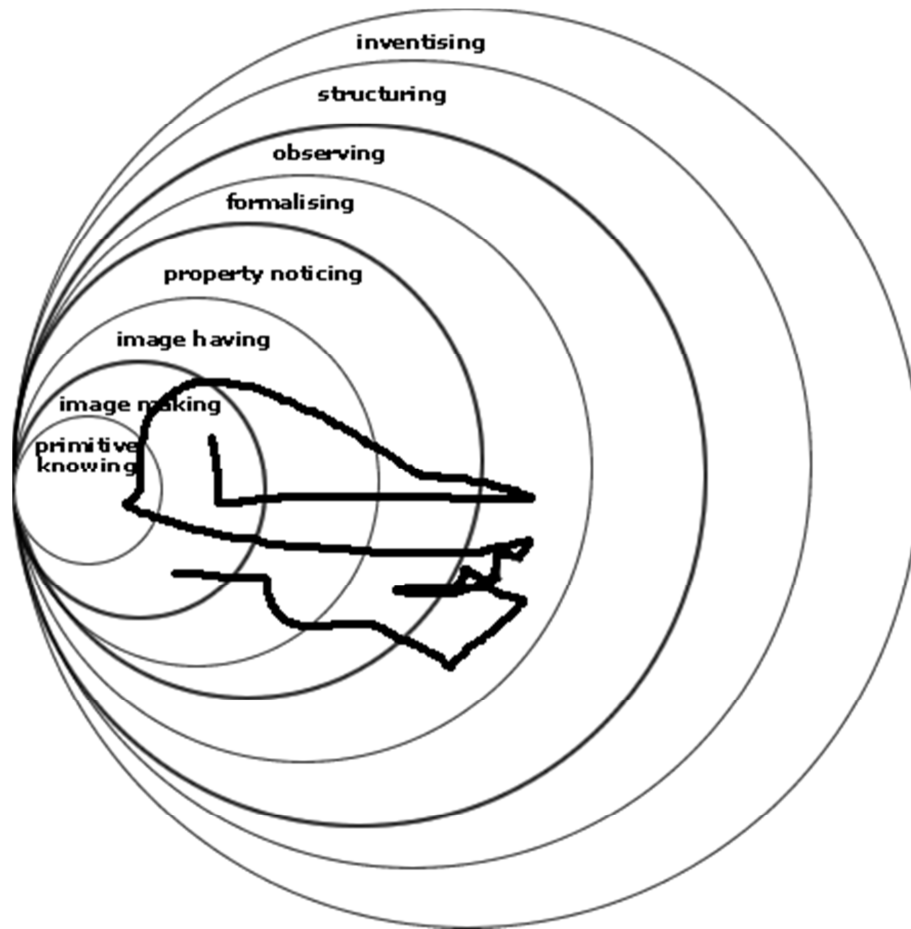 inventising
structuring
observing
formalising
property noticing
image having
image making
primitive
knowing